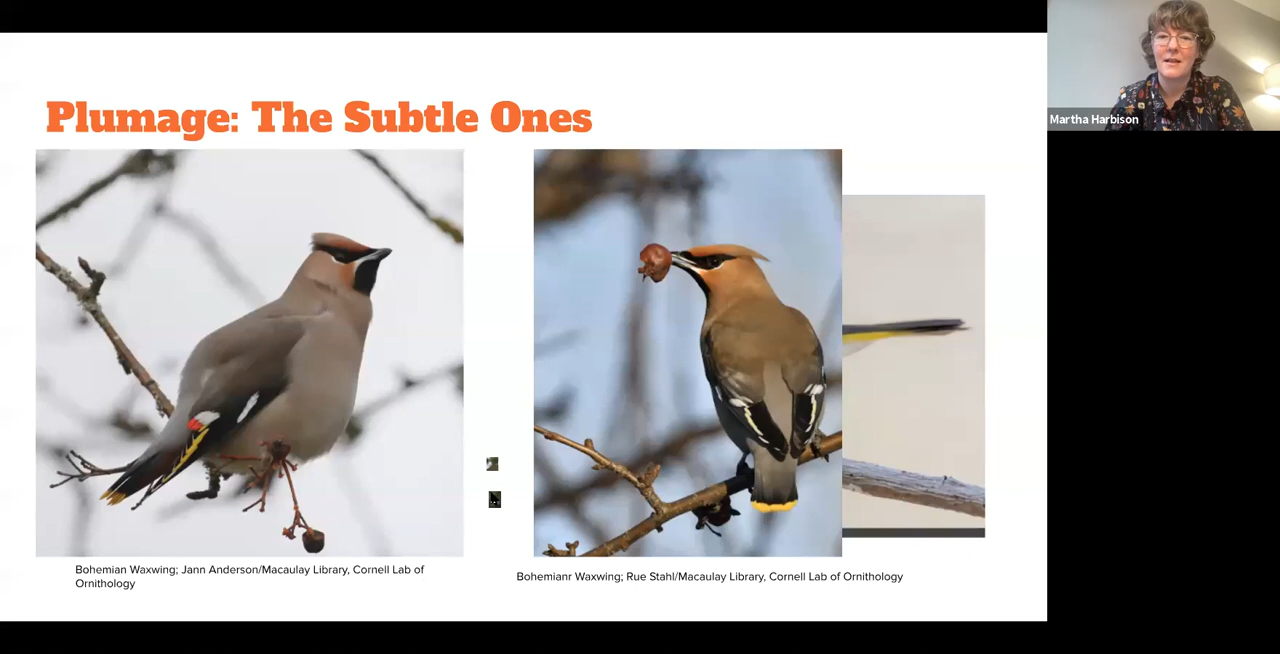 Plumage: The Subtle Ones
Martha Harbison
Bohemian Waxwing; Jann Anderson/Macaulay Library, Cornell Lab of
Ornithology
Bohemianr Waxwing; Rue Stahl/Macaulay Library, Cornell Lab of Ornithology